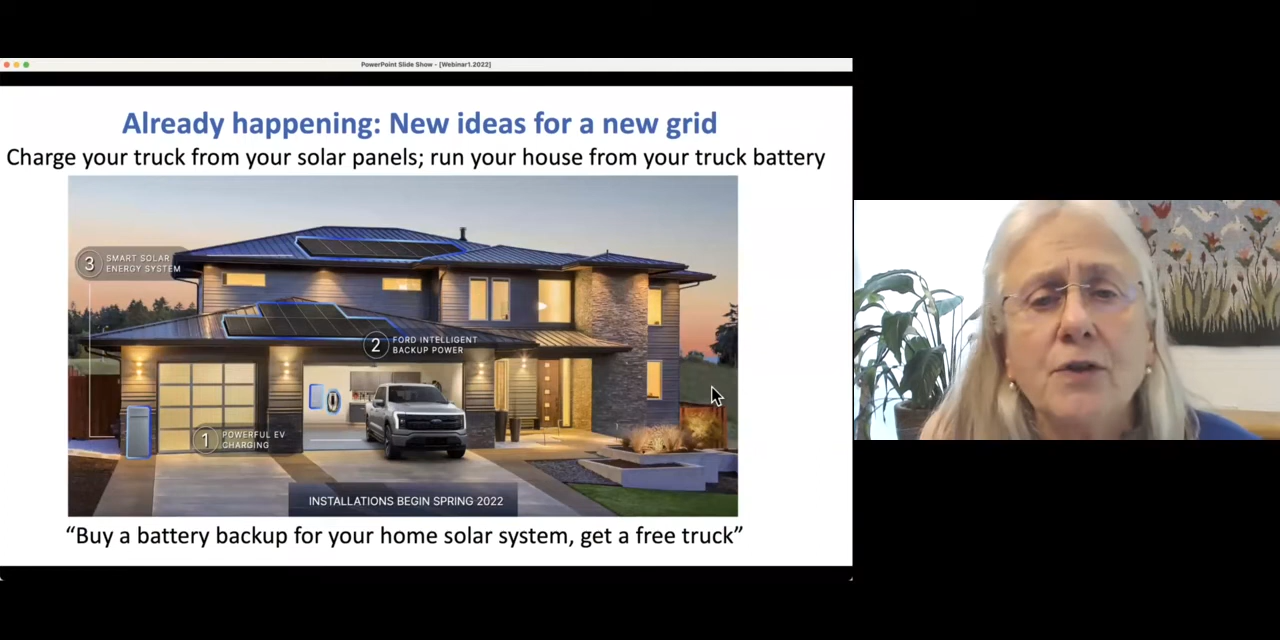 PowerPoint Slide Show - [Webinar1.2022]
Already happening: New ideas for a new grid
Charge your truck from your solar panels; run your house from your truck battery
3
SMART SOLAR
ENERGY SYSTEM
2
FORD INTELLIGENT
BACKUP POWER
1
POWERFUL EV
CHARGING
INSTALLATIONS BEGIN SPRING 2022
“Buy a battery backup for your home solar system, get a free truck”